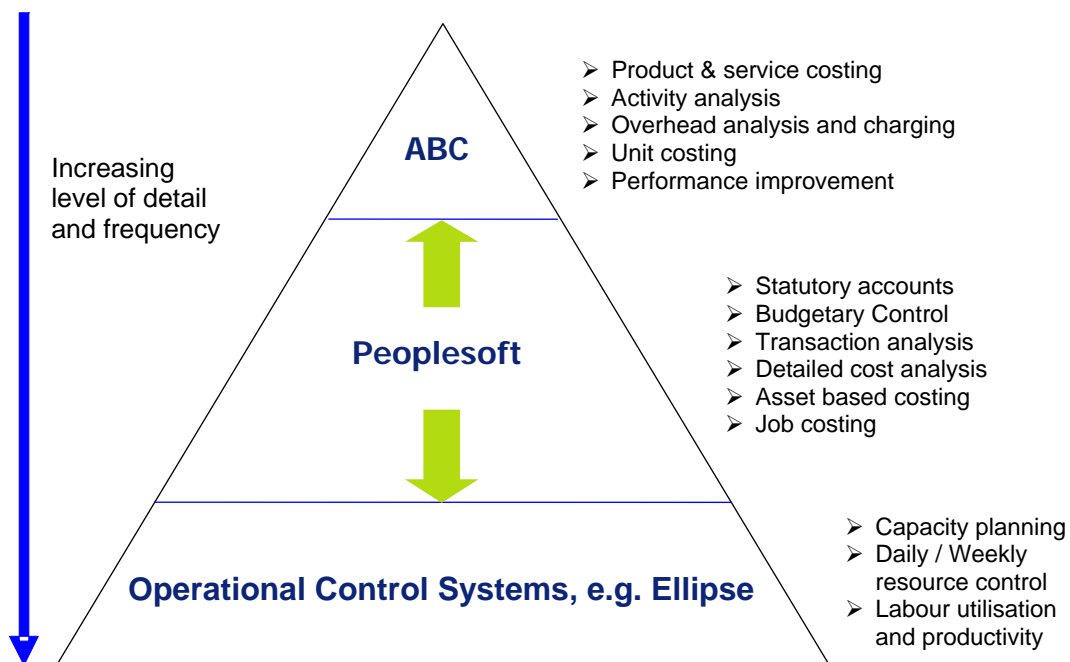 Increasing
level of detail
and frequency
ABC
➢ Product & service costing
➢ Activity analysis
➢ Overhead analysis and charging
➢ Unit costing
➢ Performance improvement
Peoplesoft
➢ Statutory accounts
➢ Budgetary Control
➢ Transaction analysis
➢ Detailed cost analysis
➢ Asset based costing
➢ Job costing
Operational Control Systems, e.g. Ellipse
➢ Capacity planning
➢ Daily / Weekly
resource control
➢ Labour utilisation
and productivity